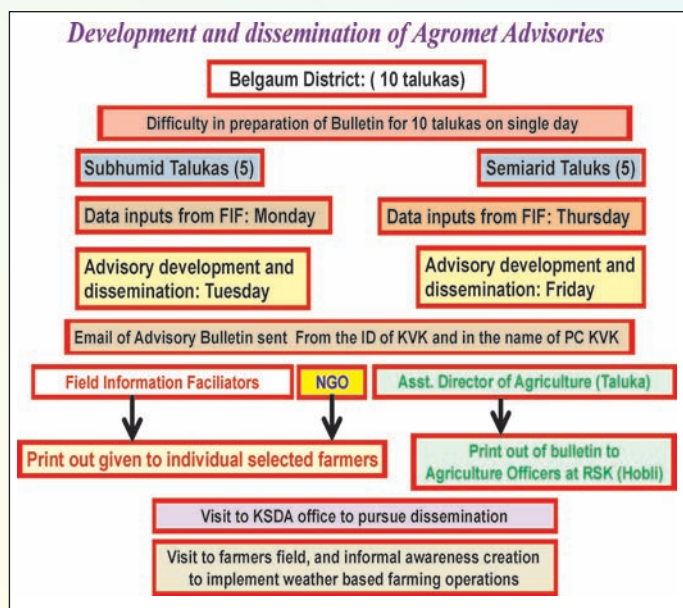 Development and dissemination of Agromet Advisories
Belgaum District: ( 10 talukas)
Difficulty in preparation of Bulletin for 10 talukas on single day
Subhumid Talukas (5)
Semiarid Taluks (5)
Data inputs from FIF: Monday
Data inputs from FIF: Thursday
Advisory development and
dissemination: Tuesday
Advisory development and
dissemination: Friday
Email of Advisory Bulletin sent From the ID of KVK and in the name of PC KVK
Field Information Faciliators
NGO
Asst. Director of Agriculture (Taluka)
Print out given to individual selected farmers
Print out of bulletin to
Agriculture Officers at RSK (Hobli)
Visit to KSDA office to pursue dissemination
Visit to farmers field, and informal awareness creation
to implement weather based farming operations